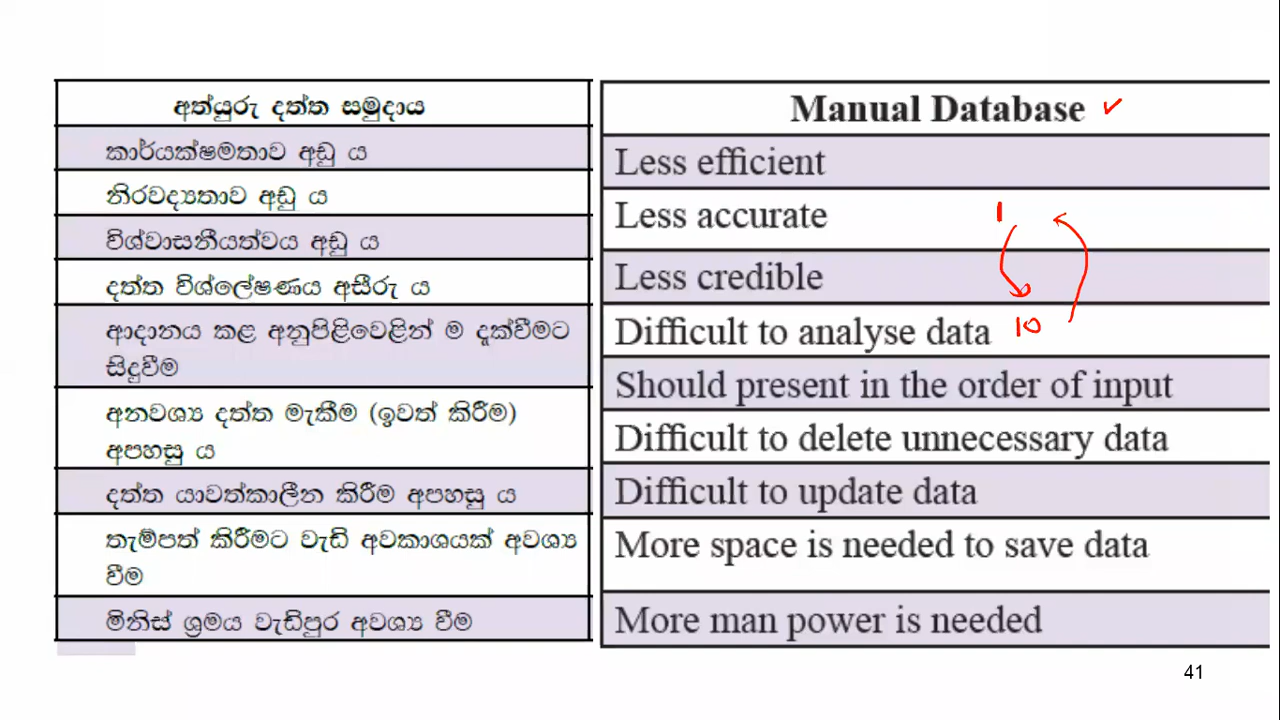 අත්යුරු දත්ත සමුදාය
කාර්යක්ෂමතාව අඩු ය
නිරවද්‍යතාව අඩු ය
විශ්වාසනීයත්වය අඩු ය
දත්ත විශ්ලේෂණය අසීරු ය
ආදානය කළ අනුපිළිවෙළින් ම දැක්වීමට
සිදුවීම
අනවශ්‍ය දත්ත මැකීම (ඉවත් කිරීම)
අපහසු ය
දත්ත යාවත්කාලීන කිරීම අපහසු ය
තැම්පත් කිරීමට වැඩි අවකාශයක් අවශ්‍ය
වීම
මිනිස් ශ්‍රමය වැඩිපුර අවශ්‍ය වීම
Manual Database ✓
Less efficient
Less accurate 1
Less credible
Difficult to analyse data 10
Should present in the order of input
Difficult to delete unnecessary data
Difficult to update data
More space is needed to save data
More man power is needed
41